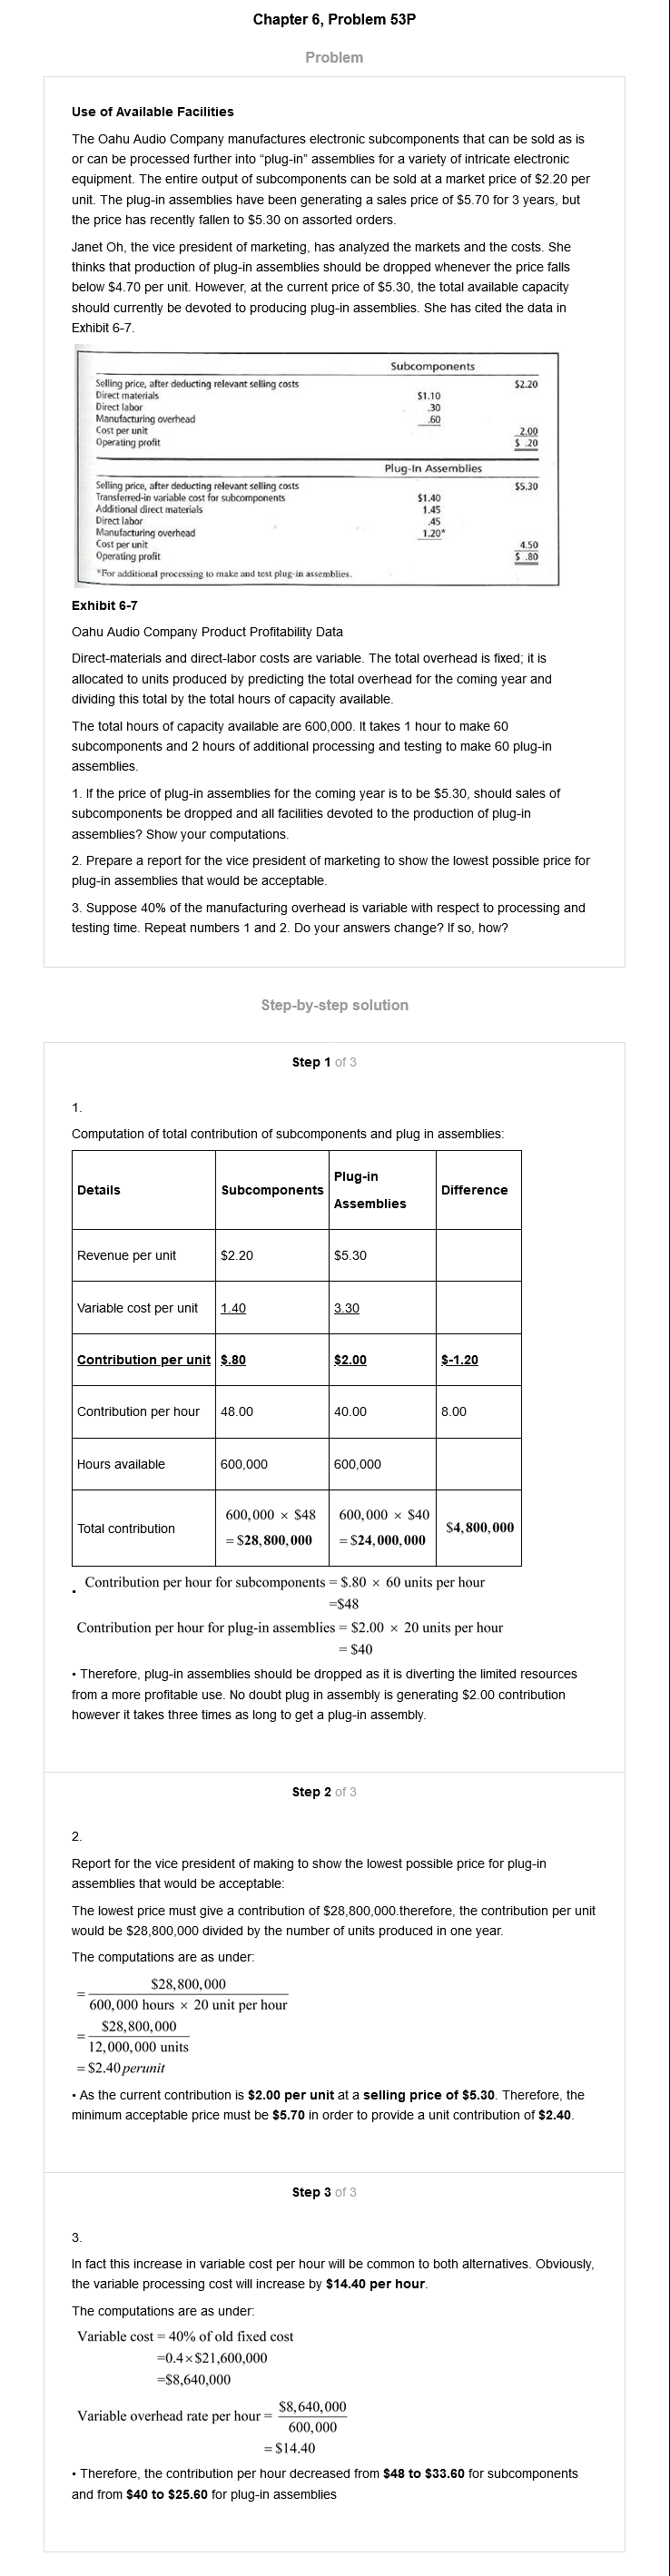 Chapter 6, Problem 53P
Problem
Use of Available Facilities
The Oahu Audio Company manufactures electronic subcomponents that can be sold as is
or can be processed further into “plug-in” assemblies for a variety of intricate electronic
equipment. The entire output of subcomponents can be sold at a market price of $2.20 per
unit. The plug-in assemblies have been generating a sales price of $5.70 for 3 years, but
the price has recently fallen to $5.30 on assorted orders.
Janet Oh, the vice president of marketing, has analyzed the markets and the costs. She
thinks that production of plug-in assemblies should be dropped whenever the price falls
below $4.70 per unit. However, at the current price of $5.30, the total available capacity
should currently be devoted to producing plug-in assemblies. She has cited the data in
Exhibit 6-7.
Subcomponents
Selling price, after deducting relevant selling costs $2.20
Direct materials $1.10
Direct labor .30
Manufacturing overhead .60
Cost per unit 2.00
Operating profit $ .20
Plug-In Assemblies
Selling price, after deducting relevant selling costs $5.30
Transferred-in variable cost for subcomponents $1.40
Additional direct materials 1.45
Direct labor .45
Manufacturing overhead 1.20*
Cost per unit 4.50
Operating profit $ .80
*For additional processing to make and test plug-in assemblies.
Exhibit 6-7
Oahu Audio Company Product Profitability Data
Direct-materials and direct-labor costs are variable. The total overhead is fixed; it is
allocated to units produced by predicting the total overhead for the coming year and
dividing this total by the total hours of capacity available.
The total hours of capacity available are 600,000. It takes 1 hour to make 60
subcomponents and 2 hours of additional processing and testing to make 60 plug-in
assemblies.
1. If the price of plug-in assemblies for the coming year is to be $5.30, should sales of
subcomponents be dropped and all facilities devoted to the production of plug-in
assemblies? Show your computations.
2. Prepare a report for the vice president of marketing to show the lowest possible price for
plug-in assemblies that would be acceptable.
3. Suppose 40% of the manufacturing overhead is variable with respect to processing and
testing time. Repeat numbers 1 and 2. Do your answers change? If so, how?
Step-by-step solution
Step 1 of 3
1.
Computation of total contribution of subcomponents and plug in assemblies:
Details Subcomponents Plug-in Assemblies Difference
Revenue per unit $2.20 $5.30
Variable cost per unit 1.40 3.30
Contribution per unit $.80 $2.00 $-1.20
Contribution per hour 48.00 40.00 8.00
Hours available 600,000 600,000
Total contribution 600,000 × $48 = $28,800,000 600,000 × $40 = $24,000,000 $4,800,000
• Contribution per hour for subcomponents = $.80 × 60 units per hour
=$48
Contribution per hour for plug-in assemblies = $2.00 × 20 units per hour
= $40
• Therefore, plug-in assemblies should be dropped as it is diverting the limited resources
from a more profitable use. No doubt plug in assembly is generating $2.00 contribution
however it takes three times as long to get a plug-in assembly.
Step 2 of 3
2.
Report for the vice president of making to show the lowest possible price for plug-in
assemblies that would be acceptable:
The lowest price must give a contribution of $28,800,000.therefore, the contribution per unit
would be $28,800,000 divided by the number of units produced in one year.
The computations are as under:
= $28,800,000
600,000 hours × 20 unit per hour
= $28,800,000
12,000,000 units
= $2.40 perunit
• As the current contribution is $2.00 per unit at a selling price of $5.30. Therefore, the
minimum acceptable price must be $5.70 in order to provide a unit contribution of $2.40.
Step 3 of 3
3.
In fact this increase in variable cost per hour will be common to both alternatives. Obviously,
the variable processing cost will increase by $14.40 per hour.
The computations are as under:
Variable cost = 40% of old fixed cost
=0.4×$21,600,000
=$8,640,000
Variable overhead rate per hour = $8,640,000
600,000
= $14.40
• Therefore, the contribution per hour decreased from $48 to $33.60 for subcomponents
and from $40 to $25.60 for plug-in assemblies